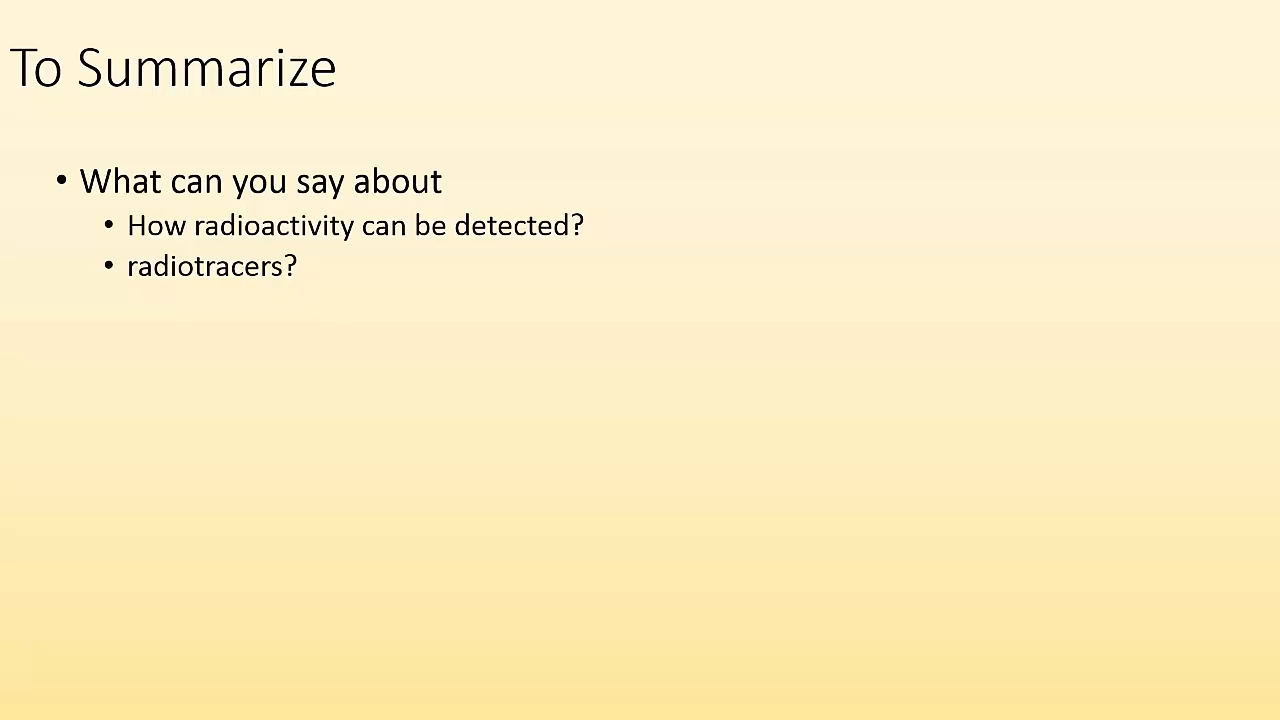 To Summarize
• What can you say about
• How radioactivity can be detected?
• radiotracers?